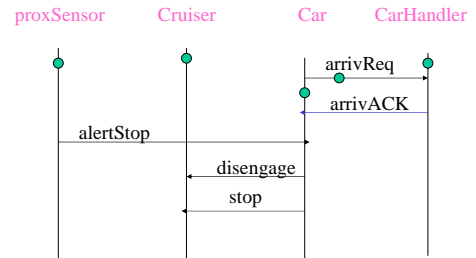 proxSensor Cruiser Car CarHandler
arrivReq
arrivACK
alertStop
disengage
stop